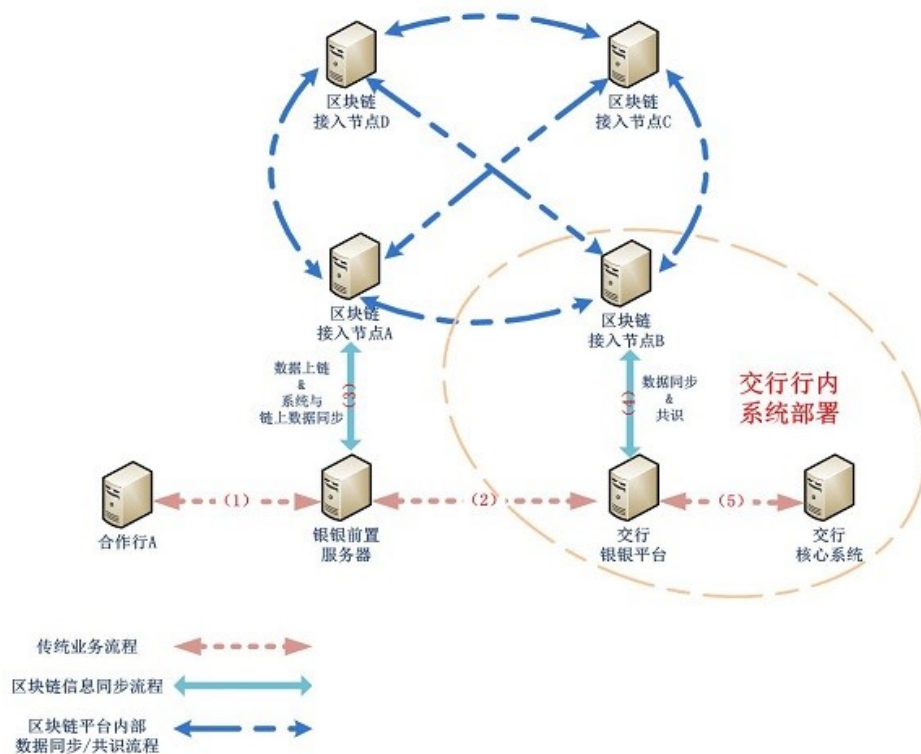 区块链
接入节点D
区块链
接入节点C
区块链
接入节点A
区块链
接入节点B
数据上链
&
系统与
链上数据同步
(3)
(4)
数据同步
&
共识
交行行内
系统部署
(1)
(2)
(5)
合作行A
银银前置
服务器
交行
银银平台
交行
核心系统
传统业务流程
区块链信息同步流程
区块链平台内部
数据同步/共识流程